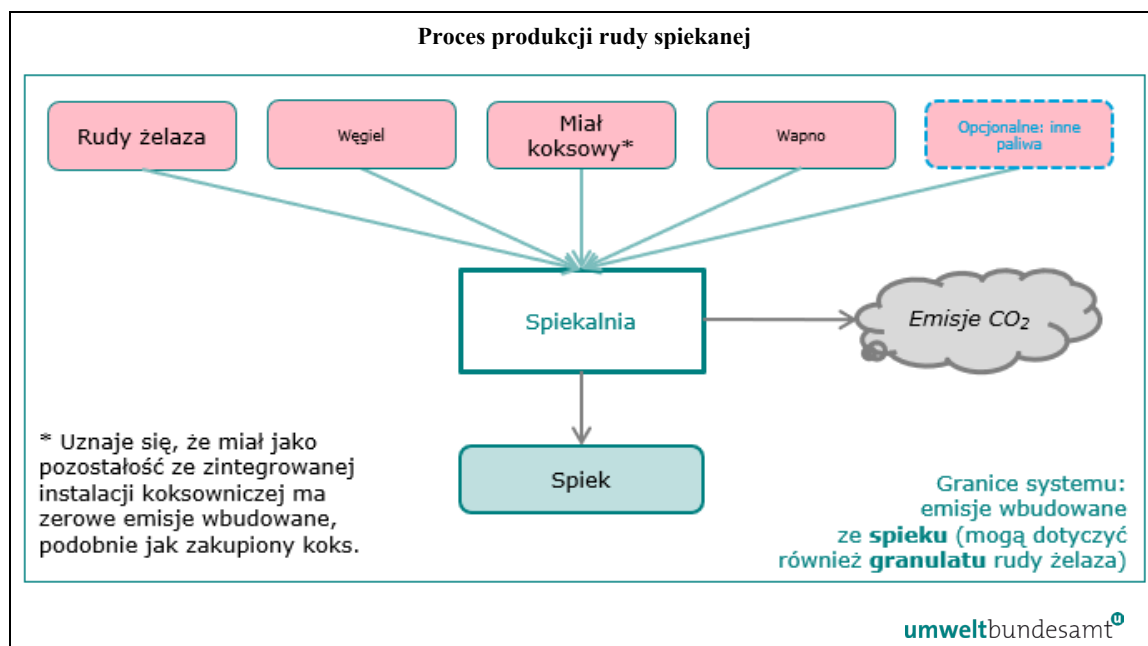 Proces produkcji rudy spiekanej
Rudy żelaza
Węgiel
Miał
koksowy*
Wapno
Opcjonalne: inne
paliwa
Spiekalnia
Emisje CO₂
* Uznaje się, że miał jako
pozostałość ze zintegrowanej
instalacji koksowniczej ma
zerowe emisje wbudowane,
podobnie jak zakupiony koks.
Spiek
Granice systemu:
emisje wbudowane
ze spieku (mogą dotyczyć
również granulatu rudy żelaza)
umweltbundesamt ᵘ